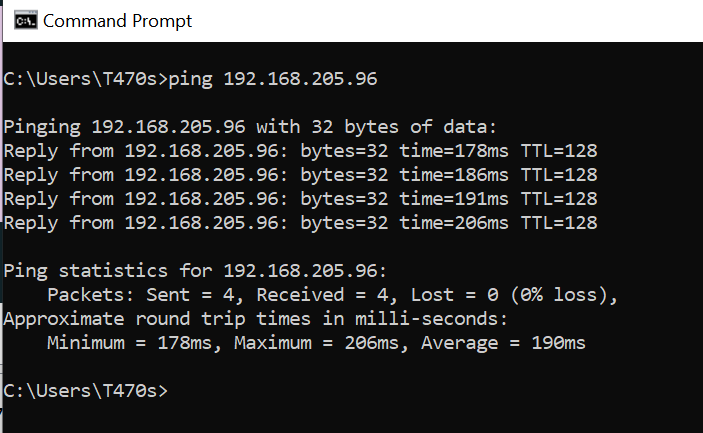 Command Prompt
C:\Users\T470s>ping 192.168.205.96
Pinging 192.168.205.96 with 32 bytes of data:
Reply from 192.168.205.96: bytes=32 time=178ms TTL=128
Reply from 192.168.205.96: bytes=32 time=186ms TTL=128
Reply from 192.168.205.96: bytes=32 time=191ms TTL=128
Reply from 192.168.205.96: bytes=32 time=206ms TTL=128
Ping statistics for 192.168.205.96:
    Packets: Sent = 4, Received = 4, Lost = 0 (0% loss),
Approximate round trip times in milli-seconds:
    Minimum = 178ms, Maximum = 206ms, Average = 190ms
C:\Users\T470s>